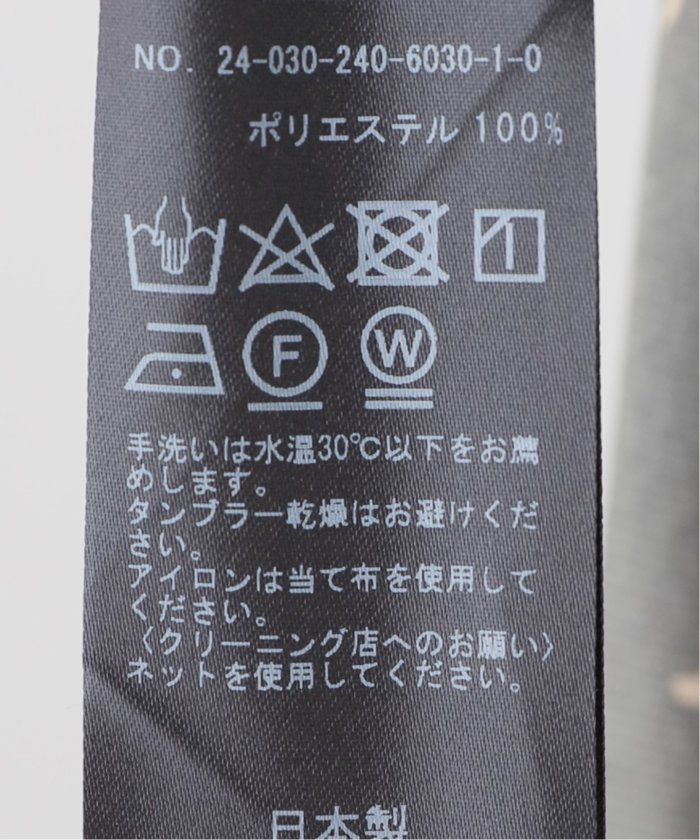 NO. 24-030-240-6030-1-0
ポリエステル 100%
F
W
手洗いは水温30℃以下をお薦
めします。
タンブラー乾燥はお避けくだ
さい。
アイロンは当て布を使用して
ください。
〈クリーニング店へのお願い〉
ネットを使用してください。
日本製